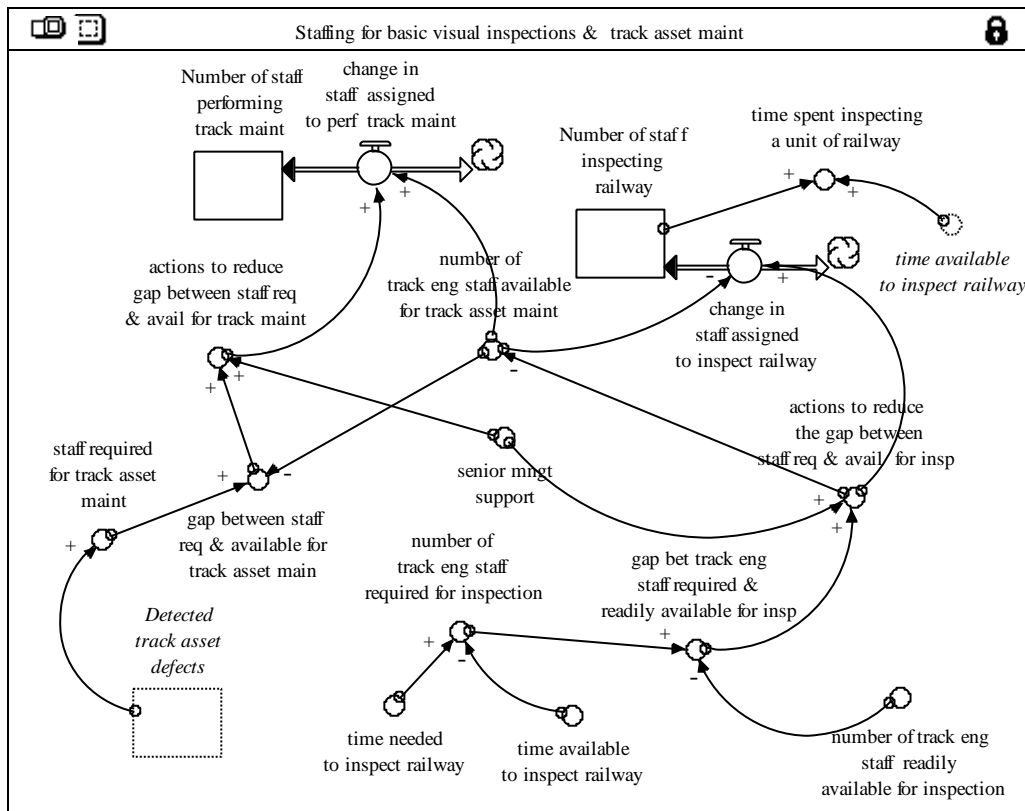 Staffing for basic visual inspections & track asset maint
Number of staff
performing
track maint
change in
staff assigned
to perf track maint
time spent inspecting
a unit of railway
Number of staff
inspecting
railway
+
+
+
+
actions to reduce
gap between staff req
& avail for track maint
number of
track eng staff available
for track asset maint
-
+
time available
to inspect railway
change in
staff assigned
to inspect railway
-
+
+
actions to reduce
the gap between
staff req & avail for insp
staff required
for track asset
maint
senior mngt
support
+
-
+
+
+
gap between staff
req & available for
track asset main
number of
track eng staff
required for inspection
gap bet track eng
staff required &
readily available for insp
Detected
track asset
defects
+
-
+
-
time needed
to inspect railway
time available
to inspect railway
number of track eng
staff readily
available for inspection